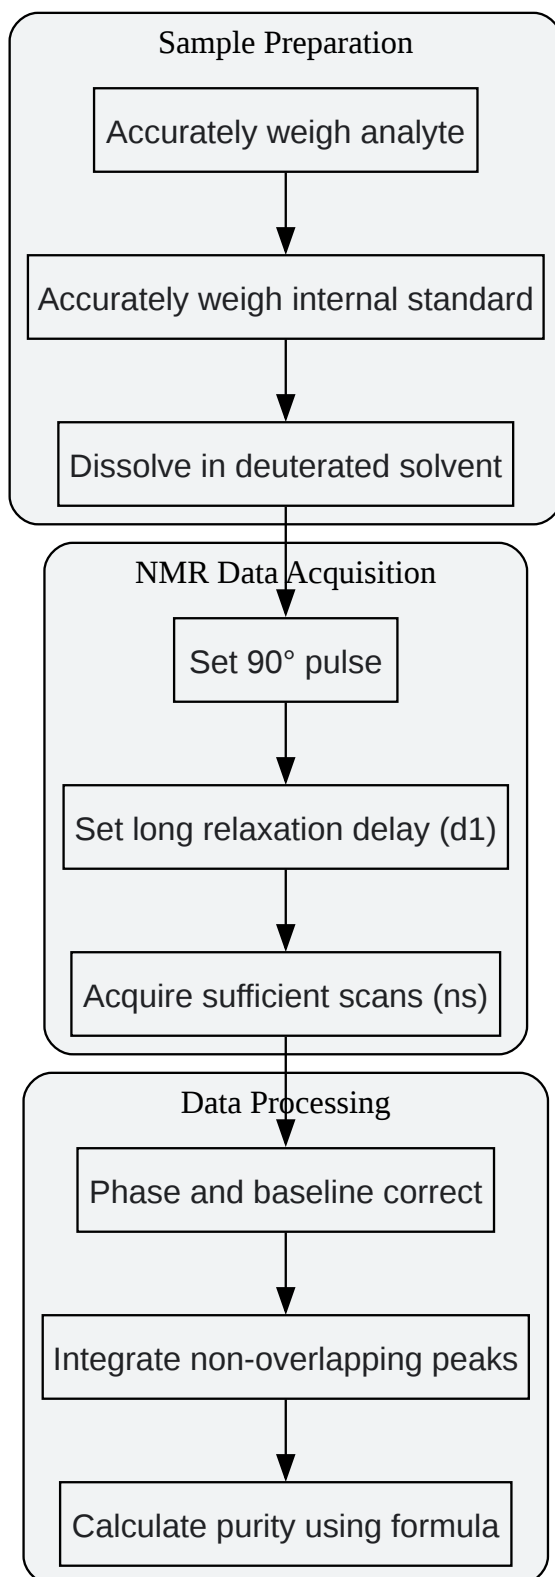 Sample Preparation
Accurately weigh analyte
Accurately weigh internal standard
Dissolve in deuterated solvent
NMR Data Acquisition
Set 90° pulse
Set long relaxation delay (d1)
Acquire sufficient scans (ns)
Data Processing
Phase and baseline correct
Integrate non-overlapping peaks
Calculate purity using formula